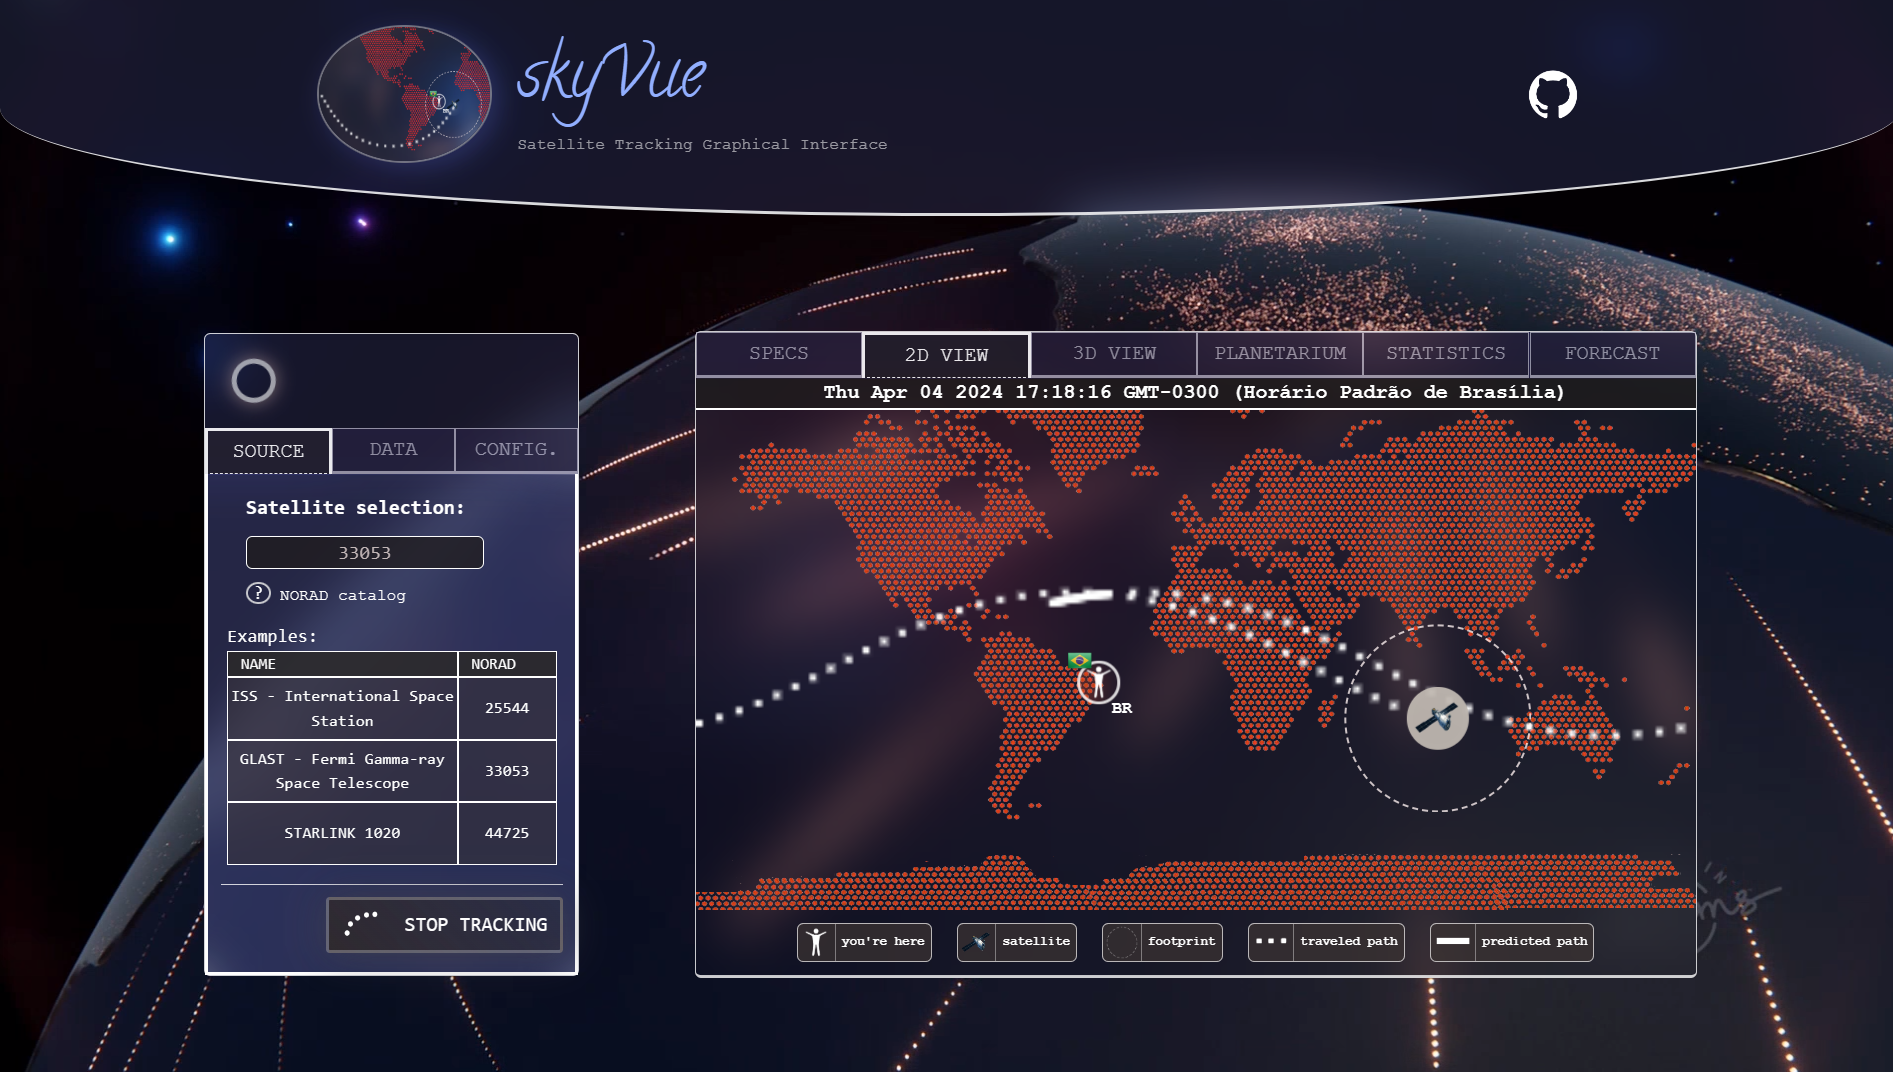 skyVue
Satellite Tracking Graphical Interface
SOURCE
DATA
CONFIG.
Satellite selection:
33053
? NORAD catalog
Examples:
NAME
NORAD
ISS - International Space
Station
25544
GLAST - Fermi Gamma-ray
Space Telescope
33053
STARLINK 1020
44725
STOP TRACKING
SPECS
2D VIEW
3D VIEW
PLANETARIUM
STATISTICS
FORECAST
Thu Apr 04 2024 17:18:16 GMT-0300 (Horário Padrão de Brasília)
BR
you're here
satellite
footprint
traveled path
predicted path